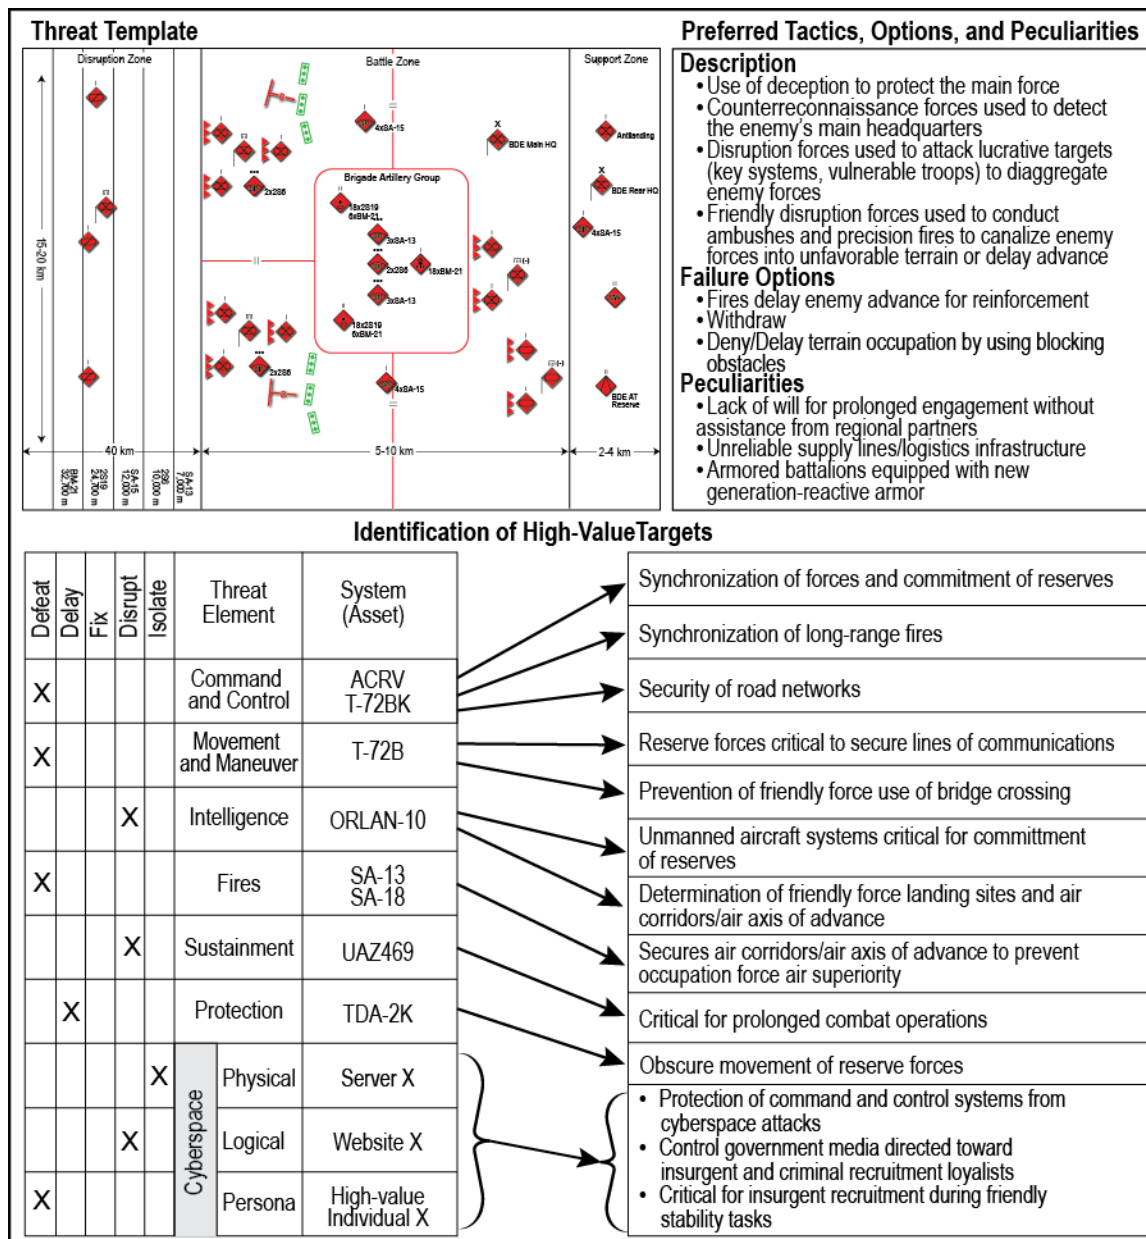 Threat Template
Disruption Zone
Battle Zone
Support Zone
15-20 km
4x8A-15
X
BDE Main HQ
Antilanding
X
BDE Rear HQ
4x8A-15
2x286
Brigade Artillery Group
18x2S19
6xBM-21
3x8A-13
2x286
18xBM-21
3x8A-13
18x2S19
6xBM-21
2x286
4x8A-15
BDE AT
Reserve
40 km
5-10 km
2-4 km
BM-21
32,700 m
2S19
24,700 m
SA-15
12,000 m
2S6
10,000 m
SA-13
7,000 m
Preferred Tactics, Options, and Peculiarities
Description
• Use of deception to protect the main force
• Counterreconnaissance forces used to detect
the enemy's main headquarters
• Disruption forces used to attack lucrative targets
(key systems, vulnerable troops) to diaggregate
enemy forces
• Friendly disruption forces used to conduct
ambushes and precision fires to canalize enemy
forces into unfavorable terrain or delay advance
Failure Options
• Fires delay enemy advance for reinforcement
• Withdraw
• Deny/Delay terrain occupation by using blocking
obstacles
Peculiarities
• Lack of will for prolonged engagement without
assistance from regional partners
• Unreliable supply lines/logistics infrastructure
• Armored battalions equipped with new
generation-reactive armor
Identification of High-ValueTargets
Defeat
Delay
Fix
Disrupt
Isolate
Threat
Element
System
(Asset)
X
Command
and Control
ACRV
T-72BK
X
Movement
and Maneuver
T-72B
X
Intelligence
ORLAN-10
X
Fires
SA-13
SA-18
X
Sustainment
UAZ469
X
Protection
TDA-2K
Cyberspace
X
Physical
Server X
X
Logical
Website X
X
Persona
High-value
Individual X
Synchronization of forces and commitment of reserves
Synchronization of long-range fires
Security of road networks
Reserve forces critical to secure lines of communications
Prevention of friendly force use of bridge crossing
Unmanned aircraft systems critical for committment
of reserves
Determination of friendly force landing sites and air
corridors/air axis of advance
Secures air corridors/air axis of advance to prevent
occupation force air superiority
Critical for prolonged combat operations
Obscure movement of reserve forces
• Protection of command and control systems from
cyberspace attacks
• Control government media directed toward
insurgent and criminal recruitment loyalists
• Critical for insurgent recruitment during friendly
stability tasks